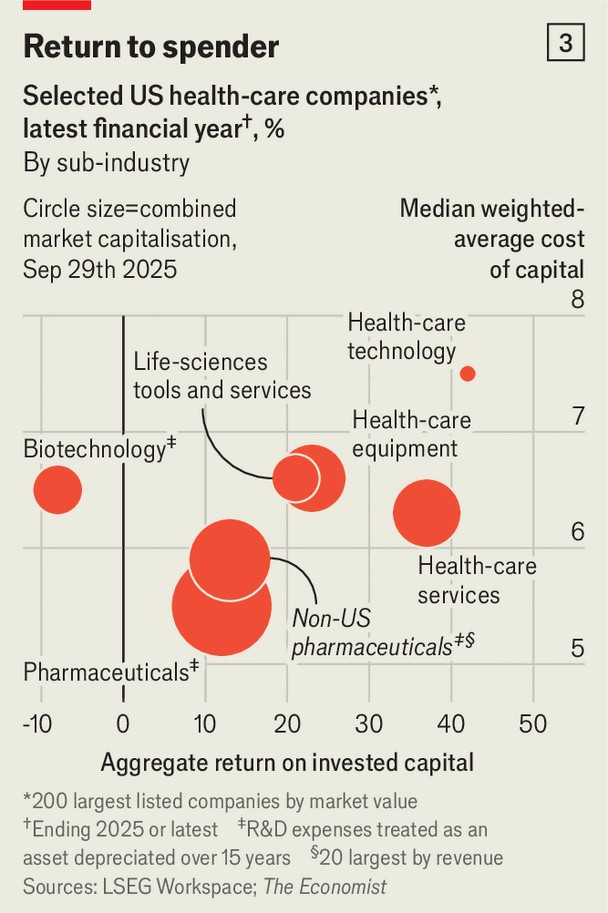 Return to spender
3
Selected US health-care companies*,
latest financial year†, %
By sub-industry
Circle size=combined
market capitalisation,
Sep 29th 2025
Median weighted-
average cost
of capital
8
Health-care
technology
Life-sciences
tools and services
7
Health-care
equipment
Biotechnology‡
6
Health-care
services
Non-US
pharmaceuticals‡§
5
Pharmaceuticals‡
-10 0 10 20 30 40 50
Aggregate return on invested capital
*200 largest listed companies by market value
†Ending 2025 or latest ‡R&D expenses treated as an
asset depreciated over 15 years §20 largest by revenue
Sources: LSEG Workspace; The Economist